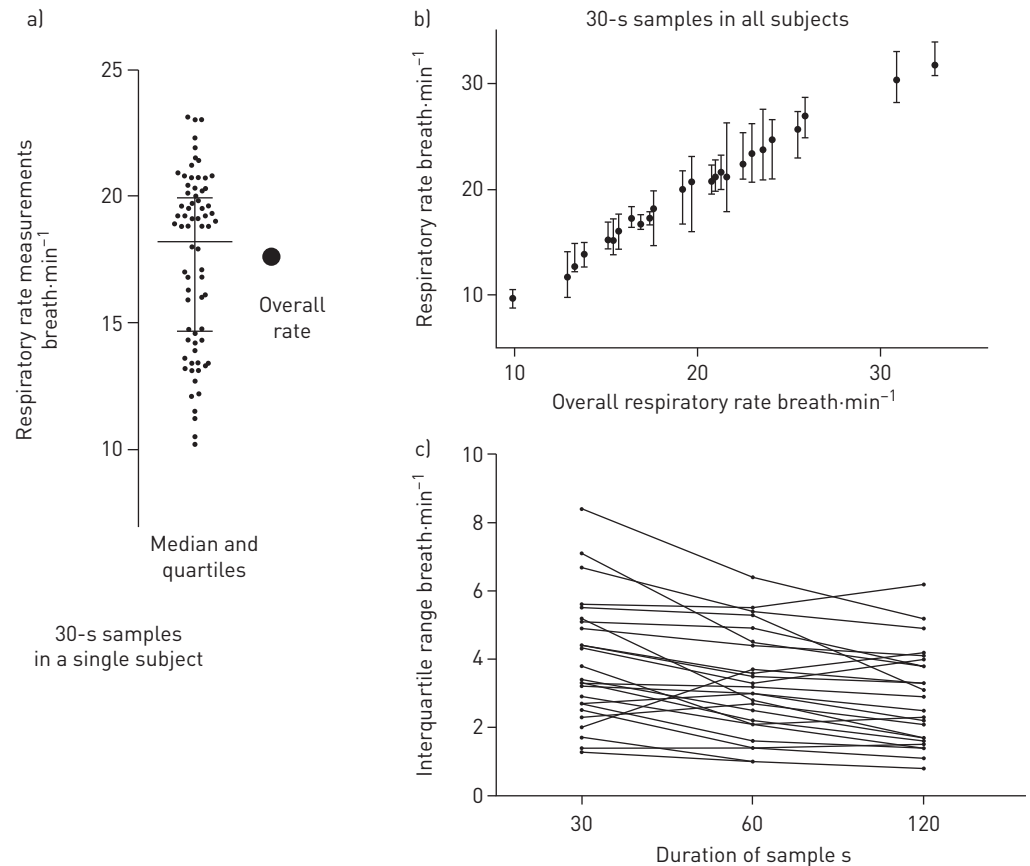 a)
Respiratory rate measurements
breath·min⁻¹
25
20
15
10
Overall
rate
Median and
quartiles
30-s samples
in a single subject
b)
30-s samples in all subjects
Respiratory rate breath·min⁻¹
30
20
10
10 20 30
Overall respiratory rate breath·min⁻¹
c)
Interquartile range breath·min⁻¹
10
8
6
4
2
0
30 60 120
Duration of sample s